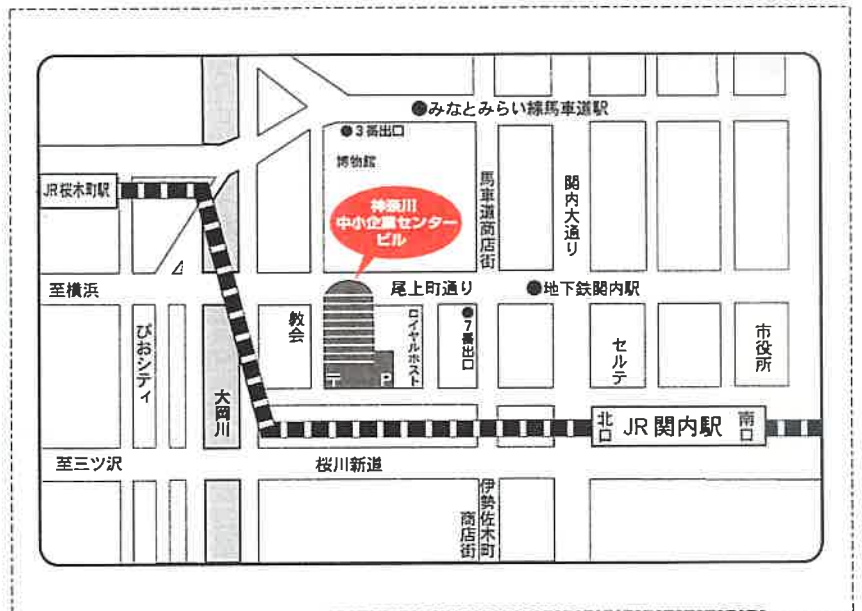 ●みなとみらい線馬車道駅
●3番出口
博物館
JR桜木町駅
神奈川
中小企業センター
ビル
馬車道商店街
関内大通り
至横浜
尾上町通り
●地下鉄関内駅
ぴおシティ
教会
ロイヤルホスト
●7番出口
セルテ
市役所
〒
P
大岡川
北口
JR関内駅
南口
至三ツ沢
桜川新道
伊勢佐木町
商店街